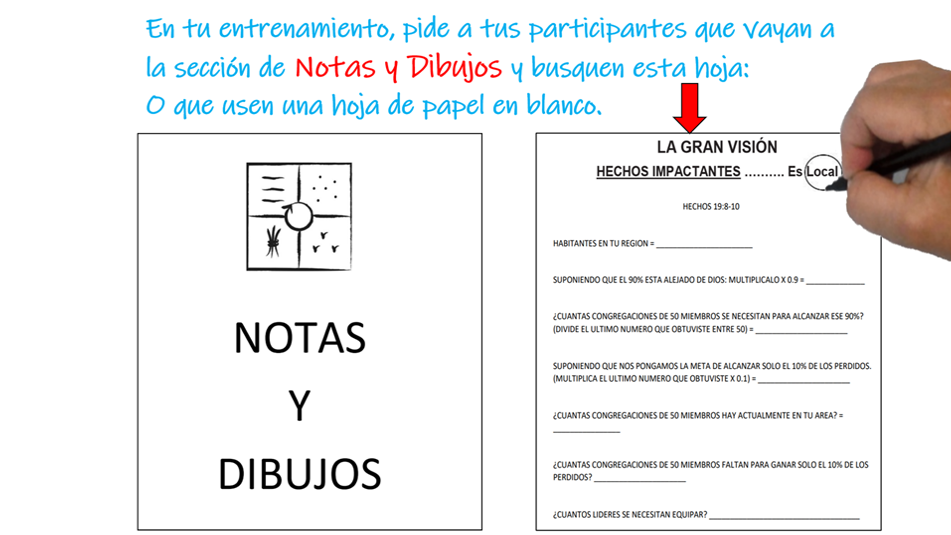 En tu entrenamiento, pide a tus participantes que vayan a
la sección de Notas y Dibujos y busquen esta hoja:
O que usen una hoja de papel en blanco.
NOTAS
Y
DIBUJOS
LA GRAN VISIÓN
HECHOS IMPACTANTES .......... Es Local
HECHOS 19:8-10
HABITANTES EN TU REGION = ______________________
SUPONIENDO QUE EL 90% ESTA ALEJADO DE DIOS: MULTIPLICALO X 0.9 = ______________
¿CUANTAS CONGREGACIONES DE 50 MIEMBROS SE NECESITAN PARA ALCANZAR ESE 90%?
(DIVIDE EL ULTIMO NUMERO QUE OBTUVISTE ENTRE 50) = ______________________
SUPONIENDO QUE NOS PONGAMOS LA META DE ALCANZAR SOLO EL 10% DE LOS PERDIDOS.
(MULTIPLICA EL ULTIMO NUMERO QUE OBTUVISTE X 0.1) = ______________________
¿CUANTAS CONGREGACIONES DE 50 MIEMBROS HAY ACTUALMENTE EN TU AREA? =
________________
¿CUANTAS CONGREGACIONES DE 50 MIEMBROS FALTAN PARA GANAR SOLO EL 10% DE LOS
PERDIDOS? ______________________
¿CUANTOS LIDERES SE NECESITAN EQUIPAR? ____________________________________